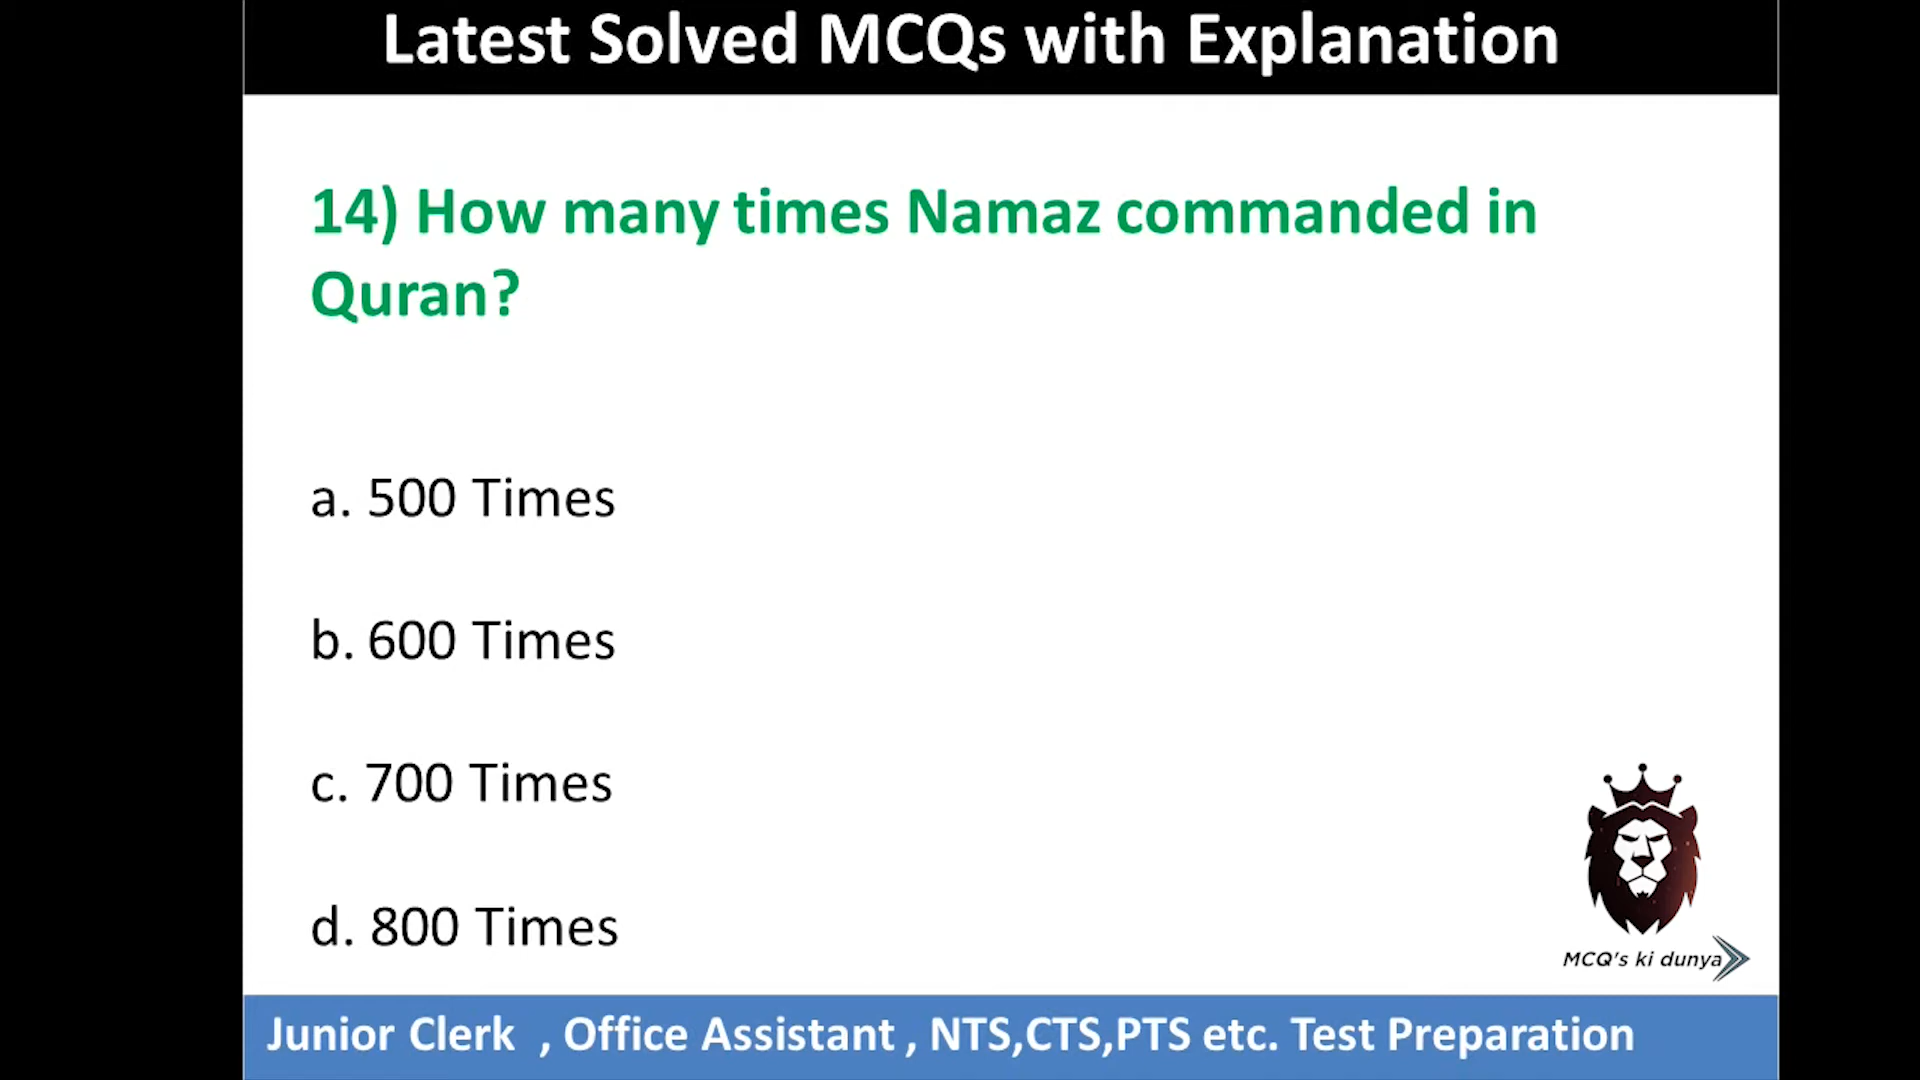 Latest Solved MCQs with Explanation
14) How many times Namaz commanded in
Quran?
a. 500 Times
b. 600 Times
c. 700 Times
d. 800 Times
MCQ's ki dunya
Junior Clerk , Office Assistant , NTS,CTS,PTS etc. Test Preparation